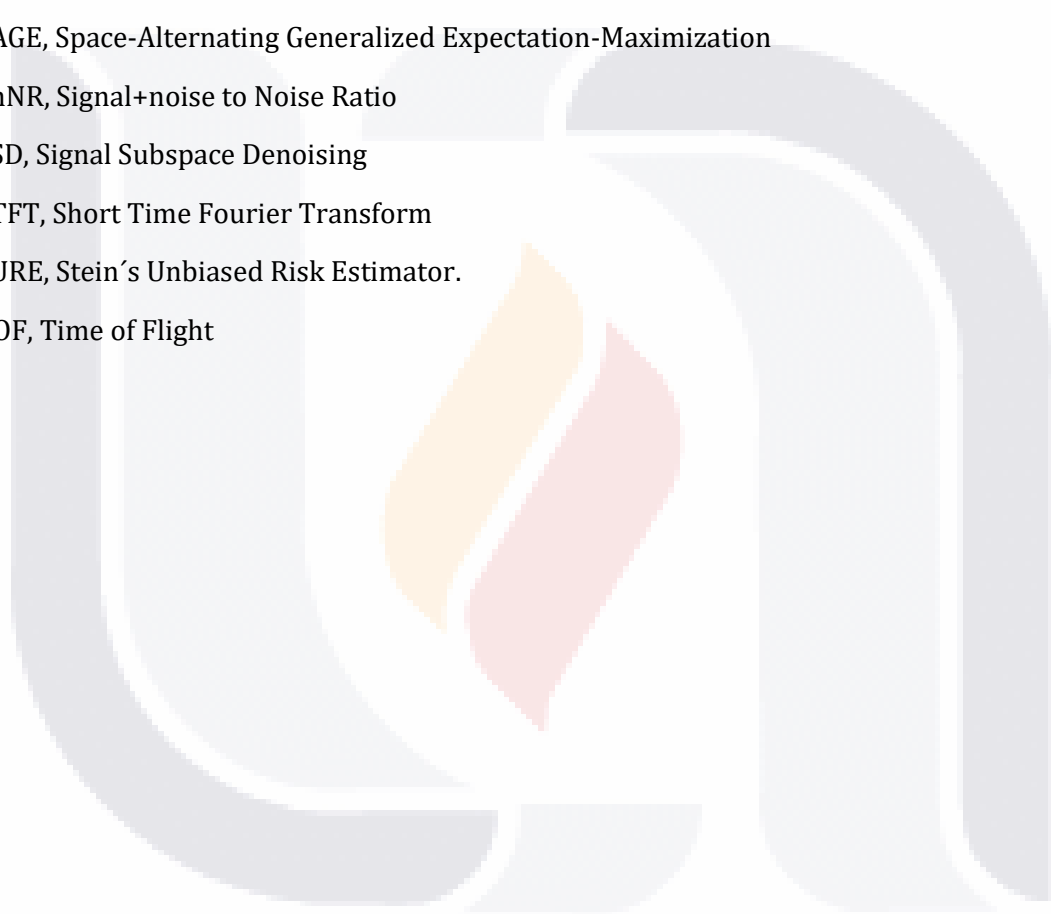 AGE, Space-Alternating Generalized Expectation-Maximization
nNR, Signal+noise to Noise Ratio
SD, Signal Subspace Denoising
TFT, Short Time Fourier Transform
URE, Stein´s Unbiased Risk Estimator.
OF, Time of Flight